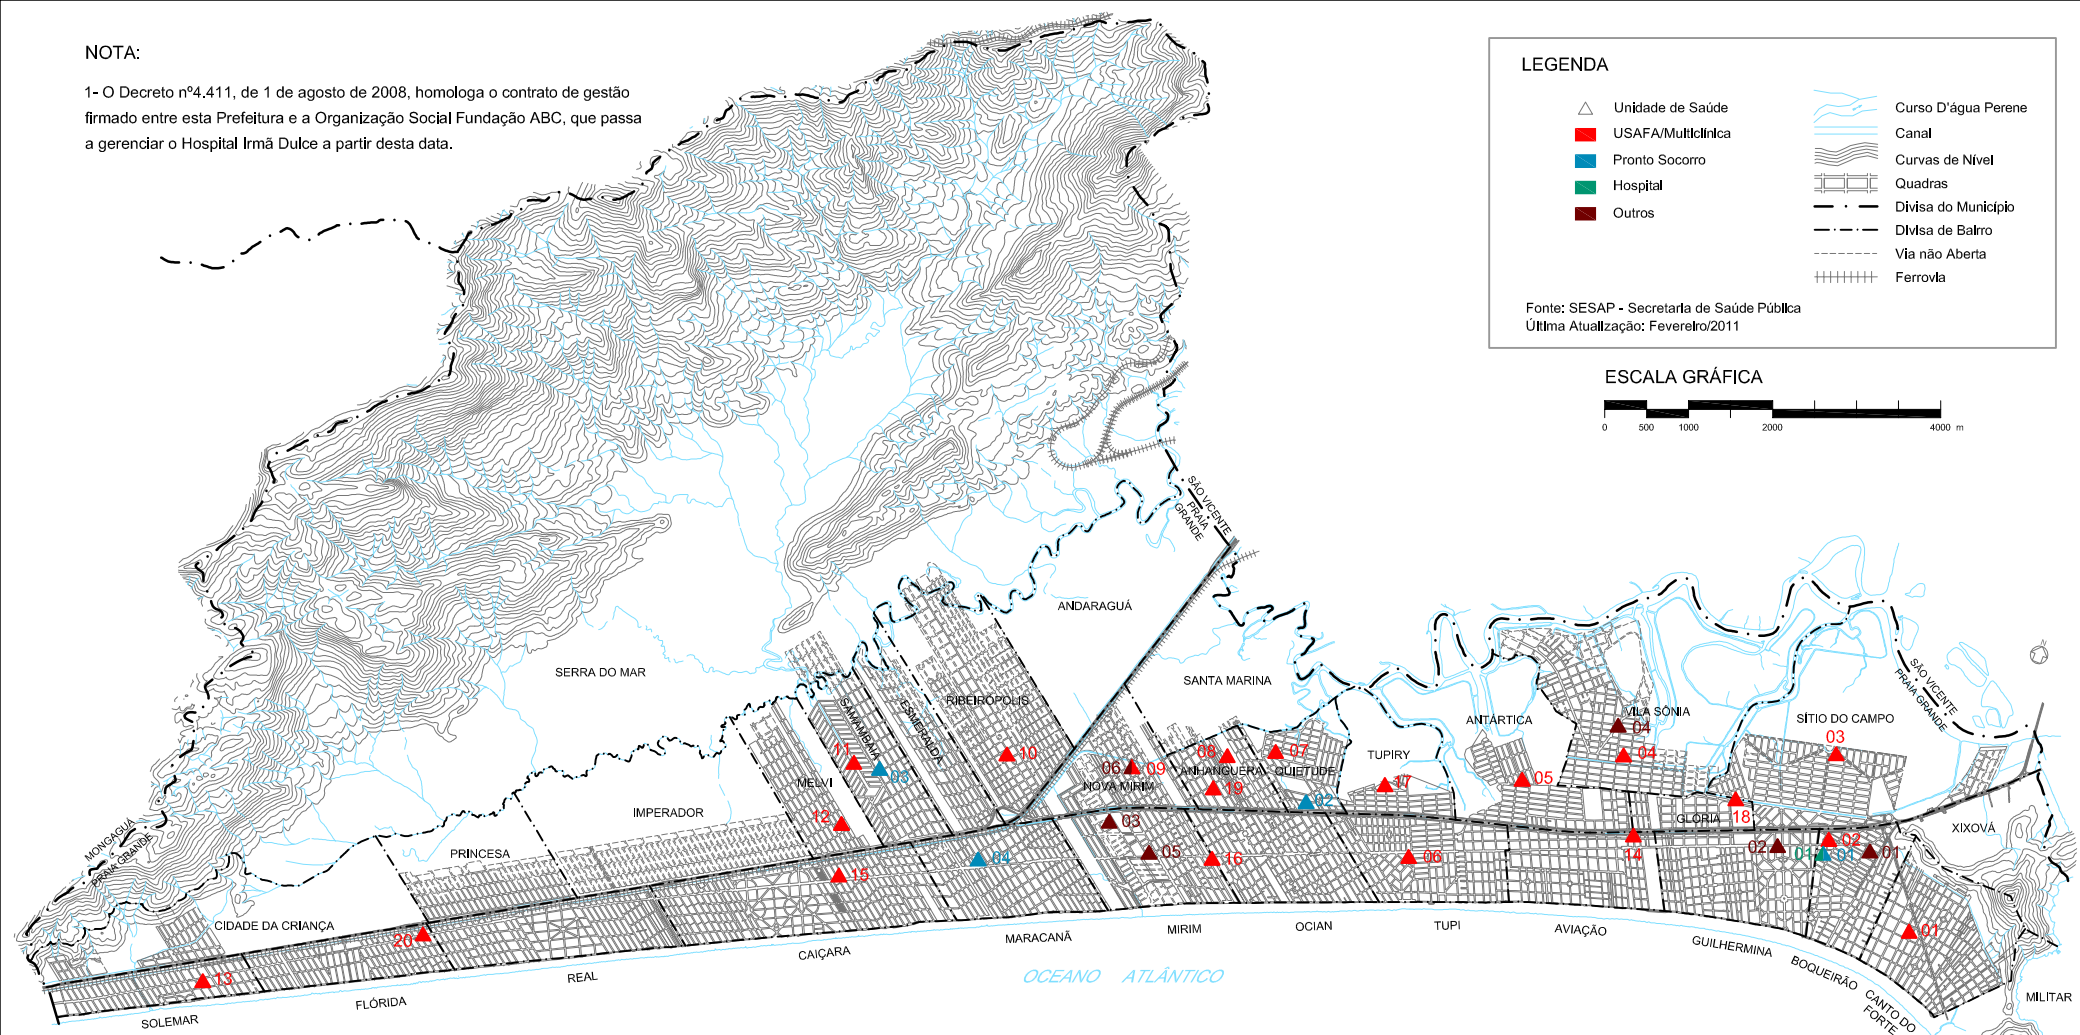 NOTA:
1- O Decreto nº4.411, de 1 de agosto de 2008, homologa o contrato de gestão
firmado entre esta Prefeitura e a Organização Social Fundação ABC, que passa
a gerenciar o Hospital Irmã Dulce a partir desta data.
LEGENDA
Unidade de Saúde
USAFA/Multiclínica
Pronto Socorro
Hospital
Outros
Curso D'água Perene
Canal
Curvas de Nível
Quadras
Divisa do Município
Divisa de Bairro
Via não Aberta
Ferrovia
Fonte: SESAP - Secretaria de Saúde Pública
Última Atualização: Fevereiro/2011
ESCALA GRÁFICA
0 500 1000 2000 4000 m
SÃO VICENTE
PRAIA
GRANDE
ANDARAGUÁ
SERRA DO MAR
SANTA MARINA
RIBEIRÓPOLIS
SAMAMBAIA
ESMERALDA
MELVI
IMPERADOR
PRINCESA
CIDADE DA CRIANÇA
MONGAGUÁ
PRAIA GRANDE
NOVA MIRIM
ANHANGUERA
QUIETUDE
TUPIRY
ANTÁRTICA
VILA SÔNIA
SÍTIO DO CAMPO
SÃO VICENTE
PRAIA GRANDE
N
GLÓRIA
XIXOVÁ
11
03
10
12
15
04
06
09
03
05
08
07
19
02
16
17
06
05
04
04
03
18
14
02
01
01
02
01
01
20
13
SOLEMAR
FLÓRIDA
REAL
CAIÇARA
MARACANÃ
MIRIM
OCIAN
TUPI
AVIAÇÃO
GUILHERMINA
BOQUEIRÃO
CANTO DO
FORTE
MILITAR
OCEANO ATLÂNTICO